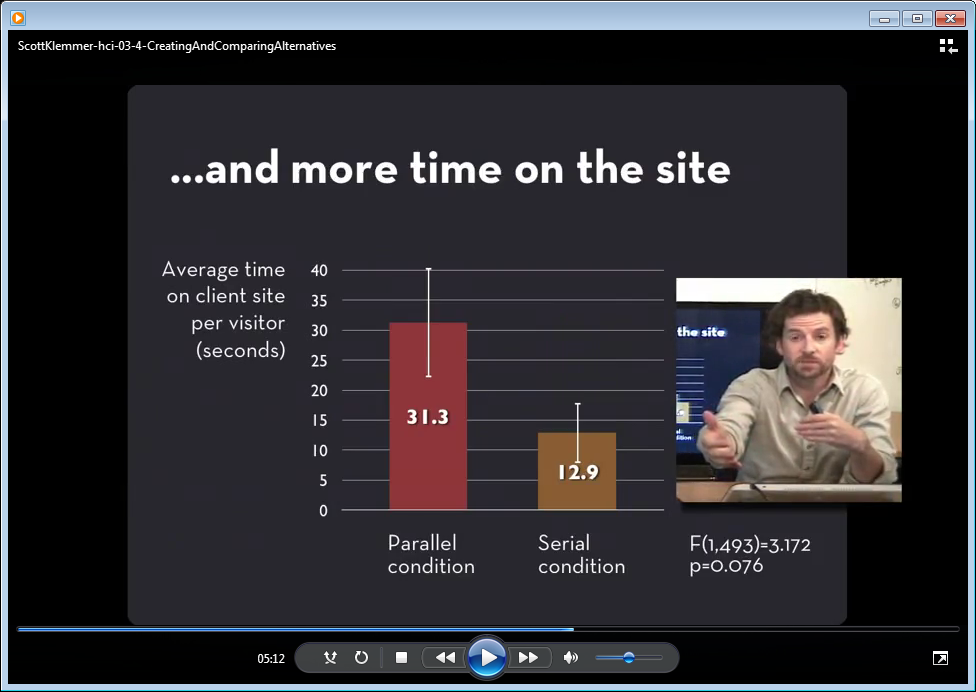 ScottKlemmer-hci-03-4-CreatingAndComparingAlternatives
...and more time on the site
Average time
on client site
per visitor
(seconds)
40
35
30
25
20
15
10
5
0
31.3
12.9
Parallel
condition
Serial
condition
the site
dition
F(1,493)=3.172
p=0.076
05:12